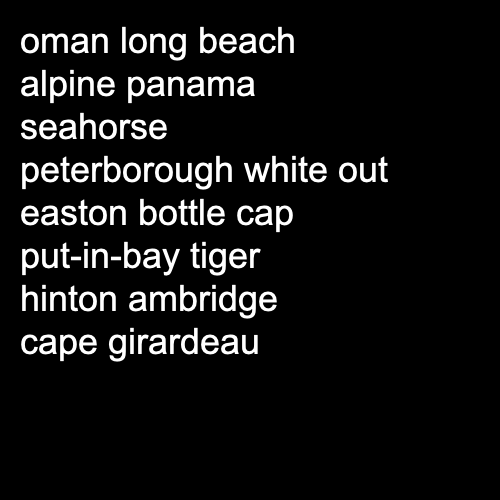 oman long beach
alpine panama
seahorse
peterborough white out
easton bottle cap
put-in-bay tiger
hinton ambridge
cape girardeau